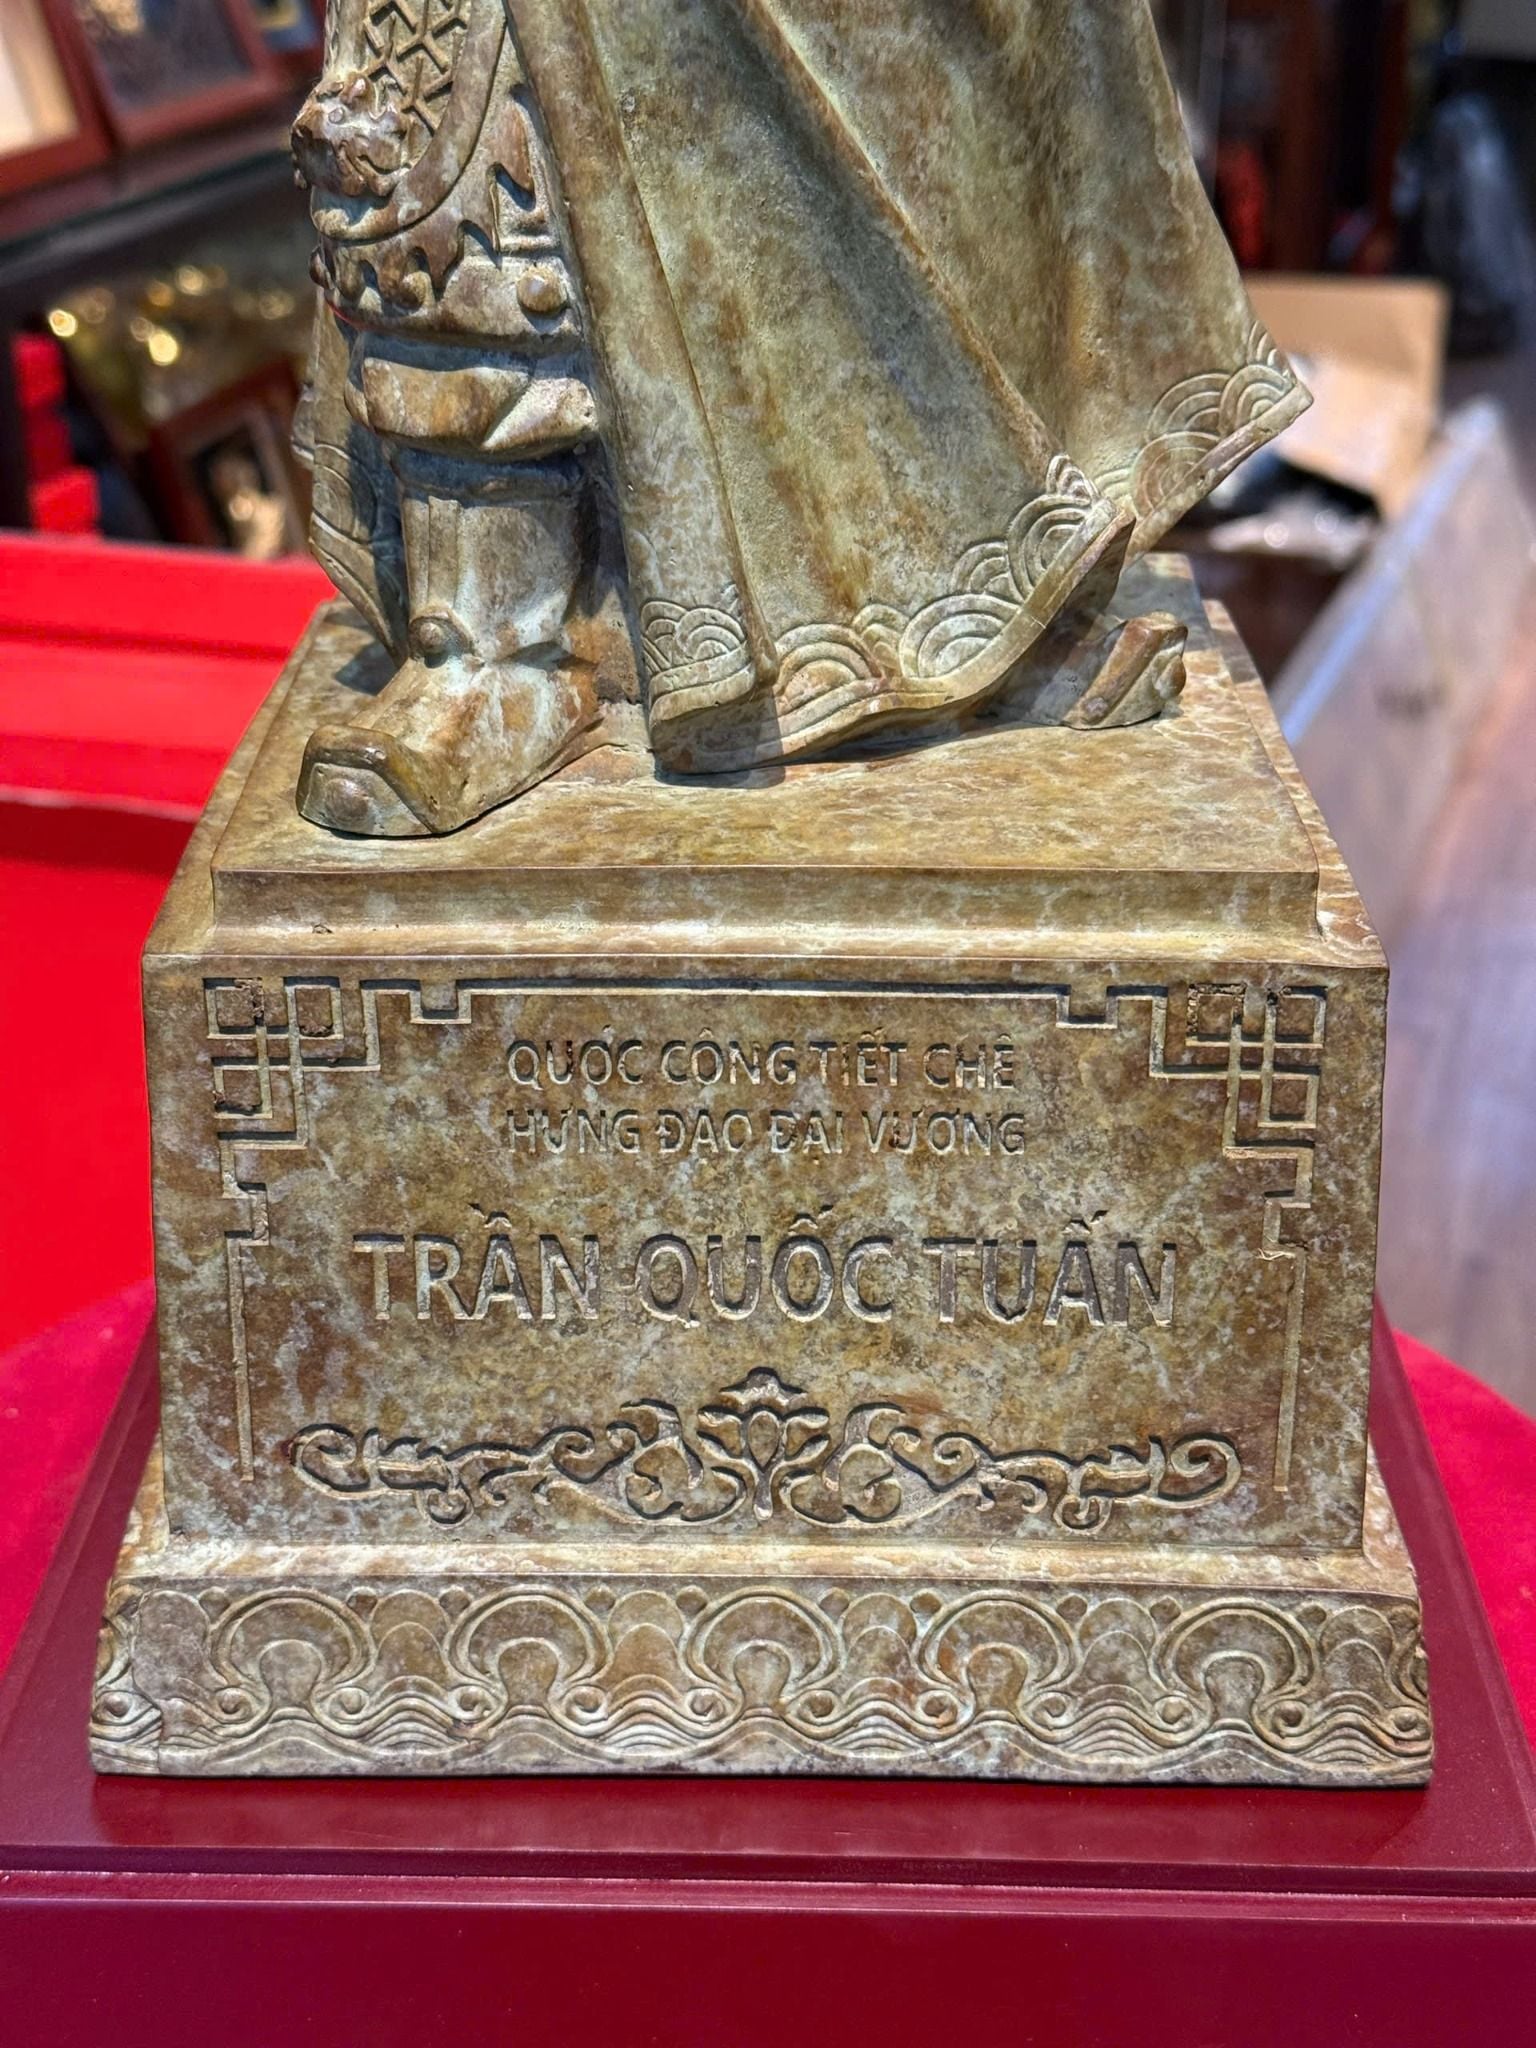 QUỐC CÔNG TIẾT CHẾ
HƯNG ĐẠO ĐẠI VƯƠNG
TRẦN QUỐC TUẤN